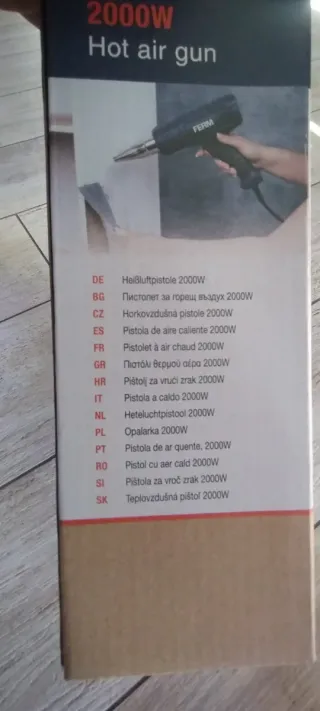 2000W
Hot air gun
FERM
DE Heißluftpistole 2000W
BG Пистолет за горещ въздух 2000W
CZ Horkovzdušná pistole 2000W
ES Pistola de aire caliente 2000W
FR Pistolet à air chaud 2000W
GR Πιστόλι θερμού αέρα 2000W
HR Pištolj za vrući zrak 2000W
IT Pistola a caldo 2000W
NL Heteluchtpistool 2000W
PL Opalarka 2000W
PT Pistola de ar quente, 2000W
RO Pistol cu aer cald 2000W
SI Pištola za vroč zrak 2000W
SK Teplovzdušná pištoľ 2000W